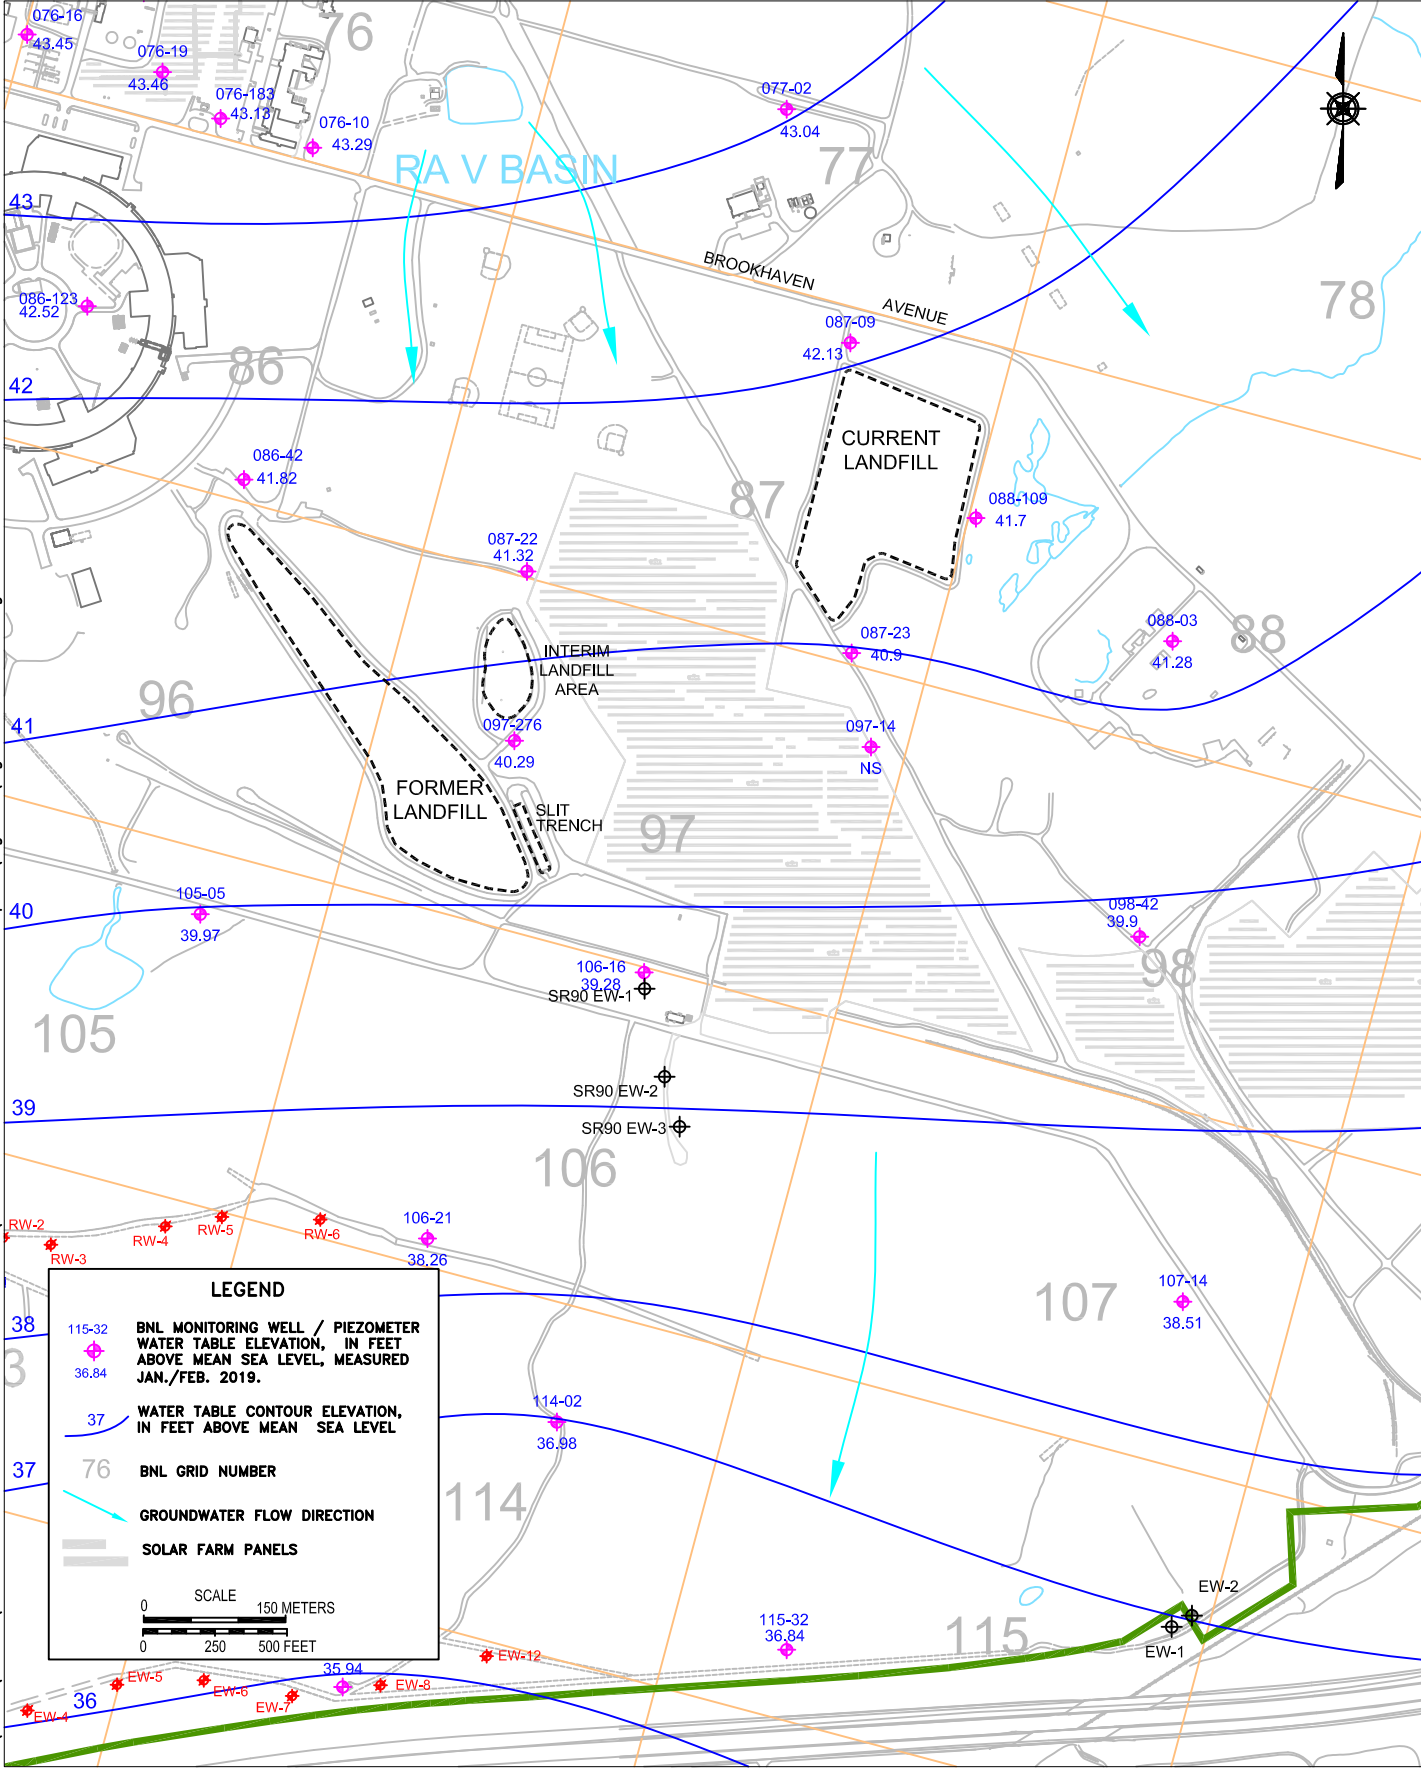 076-16
43.45
76
076-19
43.46
076-183
43.13
076-10
43.29
077-02
43.04
RA V BASIN
77
43
BROOKHAVEN
AVENUE
78
086-123
42.52
087-09
42.13
86
42
CURRENT
LANDFILL
086-42
41.82
87
088-109
41.7
087-22
41.32
088-03
41.28
88
087-23
40.9
INTERIM
LANDFILL
AREA
96
41
097-276
40.29
097-14
NS
FORMER
LANDFILL
SLIT
TRENCH
97
105-05
39.97
40
098-42
39.9
98
106-16
39.28
SR90 EW-1
105
SR90 EW-2
39
SR90 EW-3
106
RW-2
RW-3
RW-4
RW-5
RW-6
106-21
38.26
107
107-14
38.51
38
3
LEGEND
115-32
36.84
BNL MONITORING WELL / PIEZOMETER
WATER TABLE ELEVATION, IN FEET
ABOVE MEAN SEA LEVEL, MEASURED
JAN./FEB. 2019.
37
WATER TABLE CONTOUR ELEVATION,
IN FEET ABOVE MEAN SEA LEVEL
76
BNL GRID NUMBER
GROUNDWATER FLOW DIRECTION
SOLAR FARM PANELS
SCALE
0 150 METERS
0 250 500 FEET
37
114-02
36.98
114
EW-2
EW-1
115
115-32
36.84
EW-12
35.94
EW-5
EW-6
EW-7
EW-8
EW-4
36